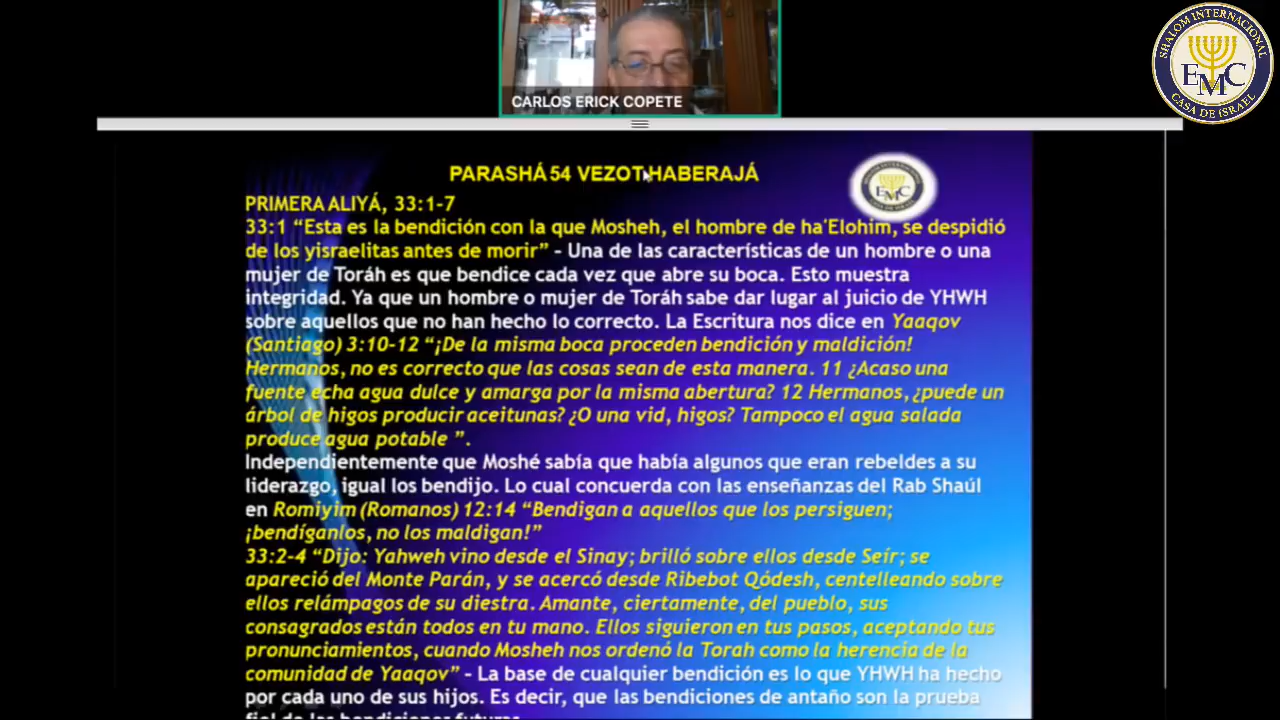 SHALOM INTERNACIONAL
EMC
CASA DE ISRAEL
CARLOS ERICK COPETE
PARASHÁ 54 VEZOT HABERAJÁ
EMC
PRIMERA ALIYÁ, 33:1-7
33:1 “Esta es la bendición con la que Mosheh, el hombre de ha'Elohim, se despidió
de los yisraelitas antes de morir” – Una de las características de un hombre o una
mujer de Toráh es que bendice cada vez que abre su boca. Esto muestra
integridad. Ya que un hombre o mujer de Toráh sabe dar lugar al juicio de YHWH
sobre aquellos que no han hecho lo correcto. La Escritura nos dice en Yaaqov
(Santiago) 3:10-12 “¡De la misma boca proceden bendición y maldición!
Hermanos, no es correcto que las cosas sean de esta manera. 11 ¿Acaso una
fuente echa agua dulce y amarga por la misma abertura? 12 Hermanos, ¿puede un
árbol de higos producir aceitunas? ¿O una vid, higos? Tampoco el agua salada
produce agua potable ”.
Independientemente que Moshé sabía que había algunos que eran rebeldes a su
liderazgo, igual los bendijo. Lo cual concuerda con las enseñanzas del Rab Shaúl
en Romiyim (Romanos) 12:14 “Bendigan a aquellos que los persiguen;
¡bendíganlos, no los maldigan!”
33:2-4 “Dijo: Yahweh vino desde el Sinay; brilló sobre ellos desde Seír; se
apareció del Monte Parán, y se acercó desde Ribebot Qódesh, centelleando sobre
ellos relámpagos de su diestra. Amante, ciertamente, del pueblo, sus
consagrados están todos en tu mano. Ellos siguieron en tus pasos, aceptando tus
pronunciamientos, cuando Mosheh nos ordenó la Torah como la herencia de la
comunidad de Yaaqov” – La base de cualquier bendición es lo que YHWH ha hecho
por cada uno de sus hijos. Es decir, que las bendiciones de antaño son la prueba